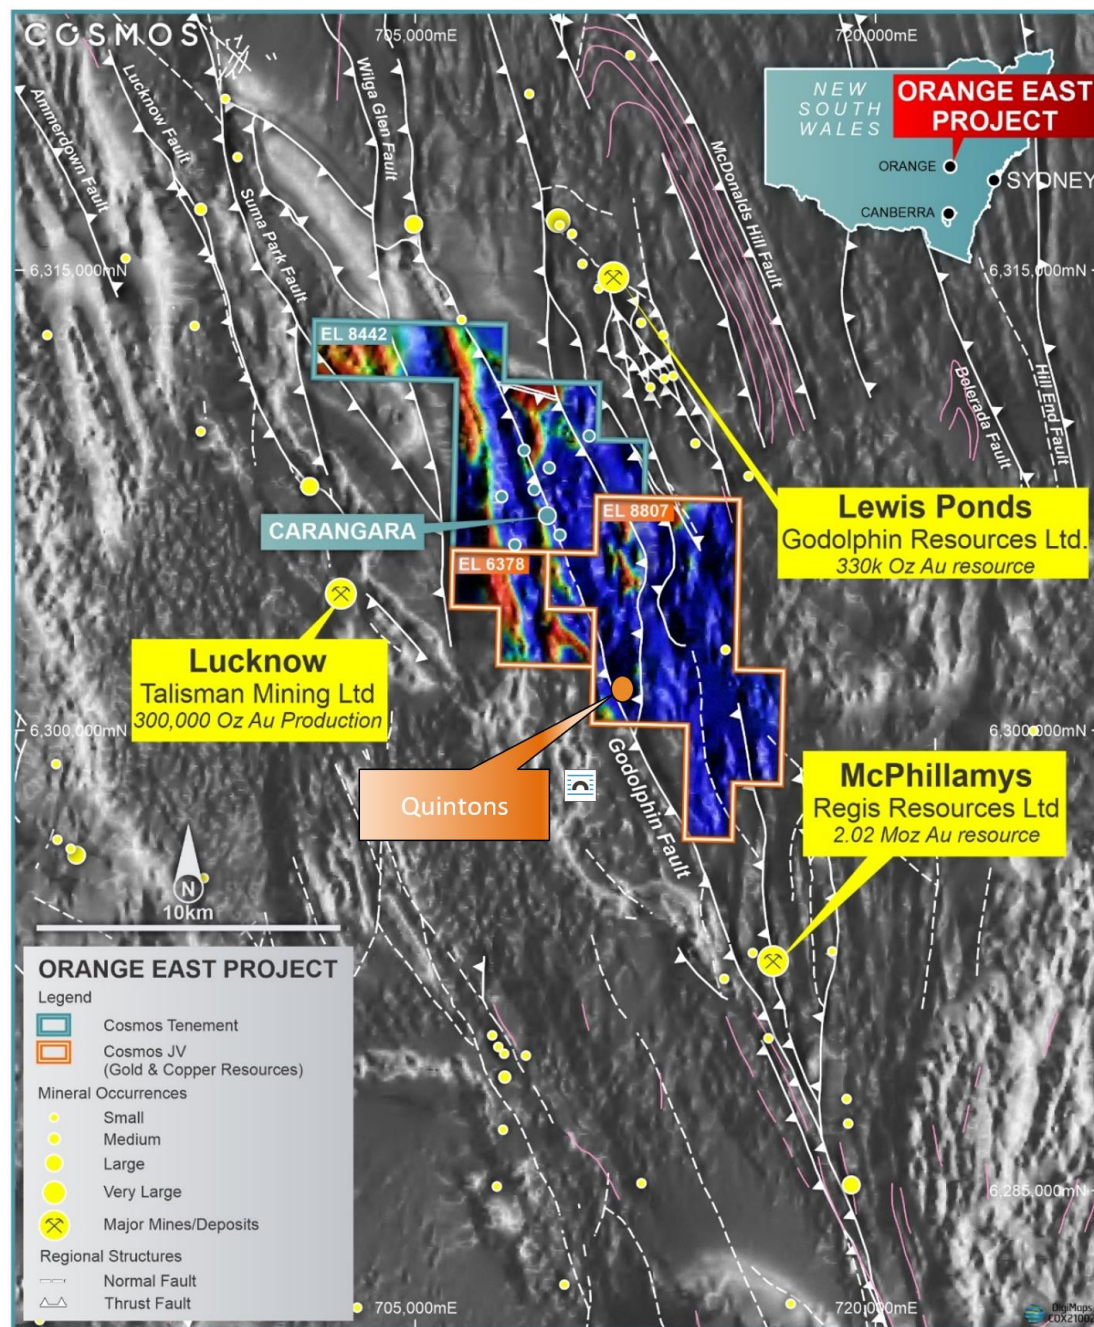 COSMOS
705,000mE
720,000mE
NEW
SOUTH
WALES
ORANGE EAST
PROJECT
ORANGE
SYDNEY
CANBERRA
Ammerdown Fault
Lucknow Fault
Suma Park Fault
Wilga Glen Fault
McDonalds Hill Fault
6,315,000mN
6,315,000mN
EL 8442
Bolerada Fault
Hill End Fault
CARANGARA
EL 8807
EL 6378
Lewis Ponds
Godolphin Resources Ltd.
330k Oz Au resource
Lucknow
Talisman Mining Ltd
300,000 Oz Au Production
6,300,000mN
6,300,000mN
Quintons
Godolphin Fault
McPhillamys
Regis Resources Ltd
2.02 Moz Au resource
N
10km
ORANGE EAST PROJECT
Legend
Cosmos Tenement
Cosmos JV
(Gold & Copper Resources)
Mineral Occurrences
Small
Medium
Large
Very Large
Major Mines/Deposits
Regional Structures
Normal Fault
Thrust Fault
6,285,000mN
705,000mE
720,000mE
DigiMaps
COX21002